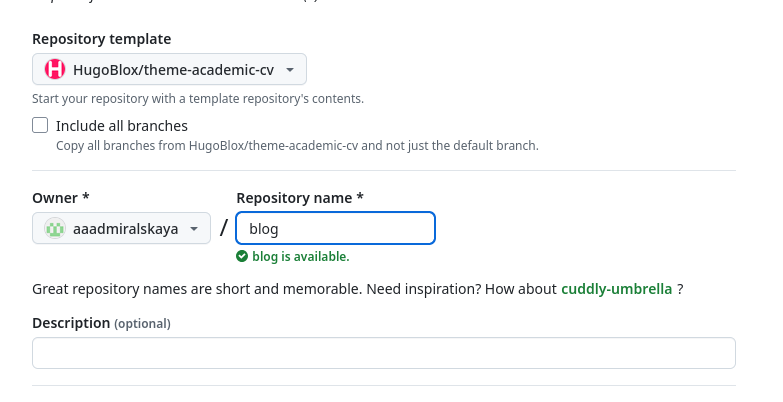 Repository template
HugoBlox/theme-academic-cv
Start your repository with a template repository's contents.
Include all branches
Copy all branches from HugoBlox/theme-academic-cv and not just the default branch.
Owner *
Repository name *
aaadmiralskaya
/
blog
blog is available.
Great repository names are short and memorable. Need inspiration? How about cuddly-umbrella ?
Description (optional)